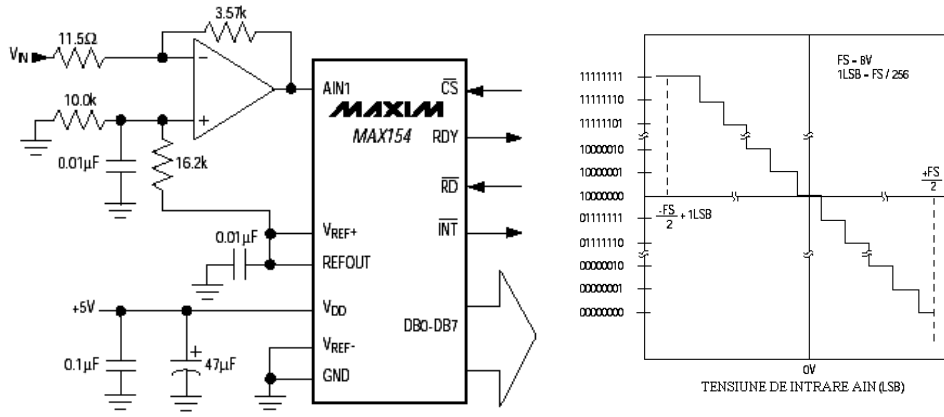 3.57k
11.5Ω
VIN
−
+
10.0k
0.01µF
16.2k
0.01µF
+5V
0.1µF
+
47µF
AIN1
CS
MAXIM
MAX154
RDY
RD
VREF+
INT
REFOUT
VDD
DB0-DB7
VREF-
GND
FS = 8V
1LSB = FS / 256
11111111
11111110
11111101
10000010
10000001
10000000
01111111
01111110
00000010
00000001
00000000
+FS
2
-FS + 1LSB
2
0V
TENSIUNE DE INTRARE AIN (LSB)